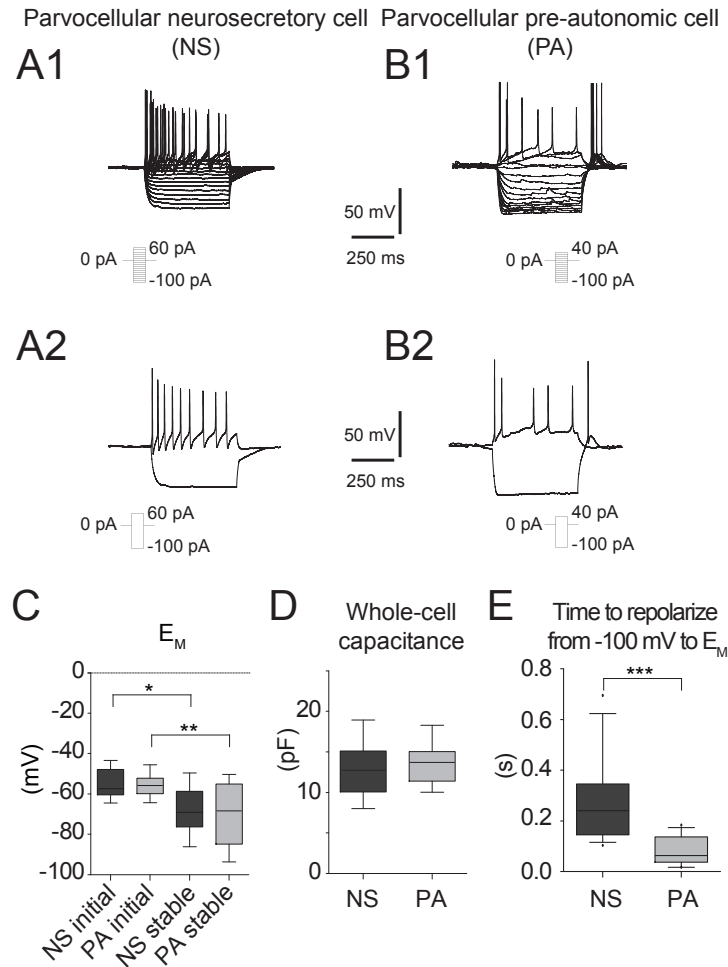 Parvocellular neurosecretory cell
(NS)
Parvocellular pre-autonomic cell
(PA)
A1
B1
50 mV
250 ms
0 pA
60 pA
-100 pA
0 pA
40 pA
-100 pA
A2
B2
50 mV
250 ms
0 pA
60 pA
-100 pA
0 pA
40 pA
-100 pA
C
E_M
0
-20
-40
-60
-80
-100
(mV)
*
**
NS initial
PA initial
NS stable
PA stable
D
Whole-cell
capacitance
20
10
0
(pF)
NS
PA
E
Time to repolarize
from -100 mV to E_M
0.8
0.6
0.4
0.2
0
(s)
***
NS
PA